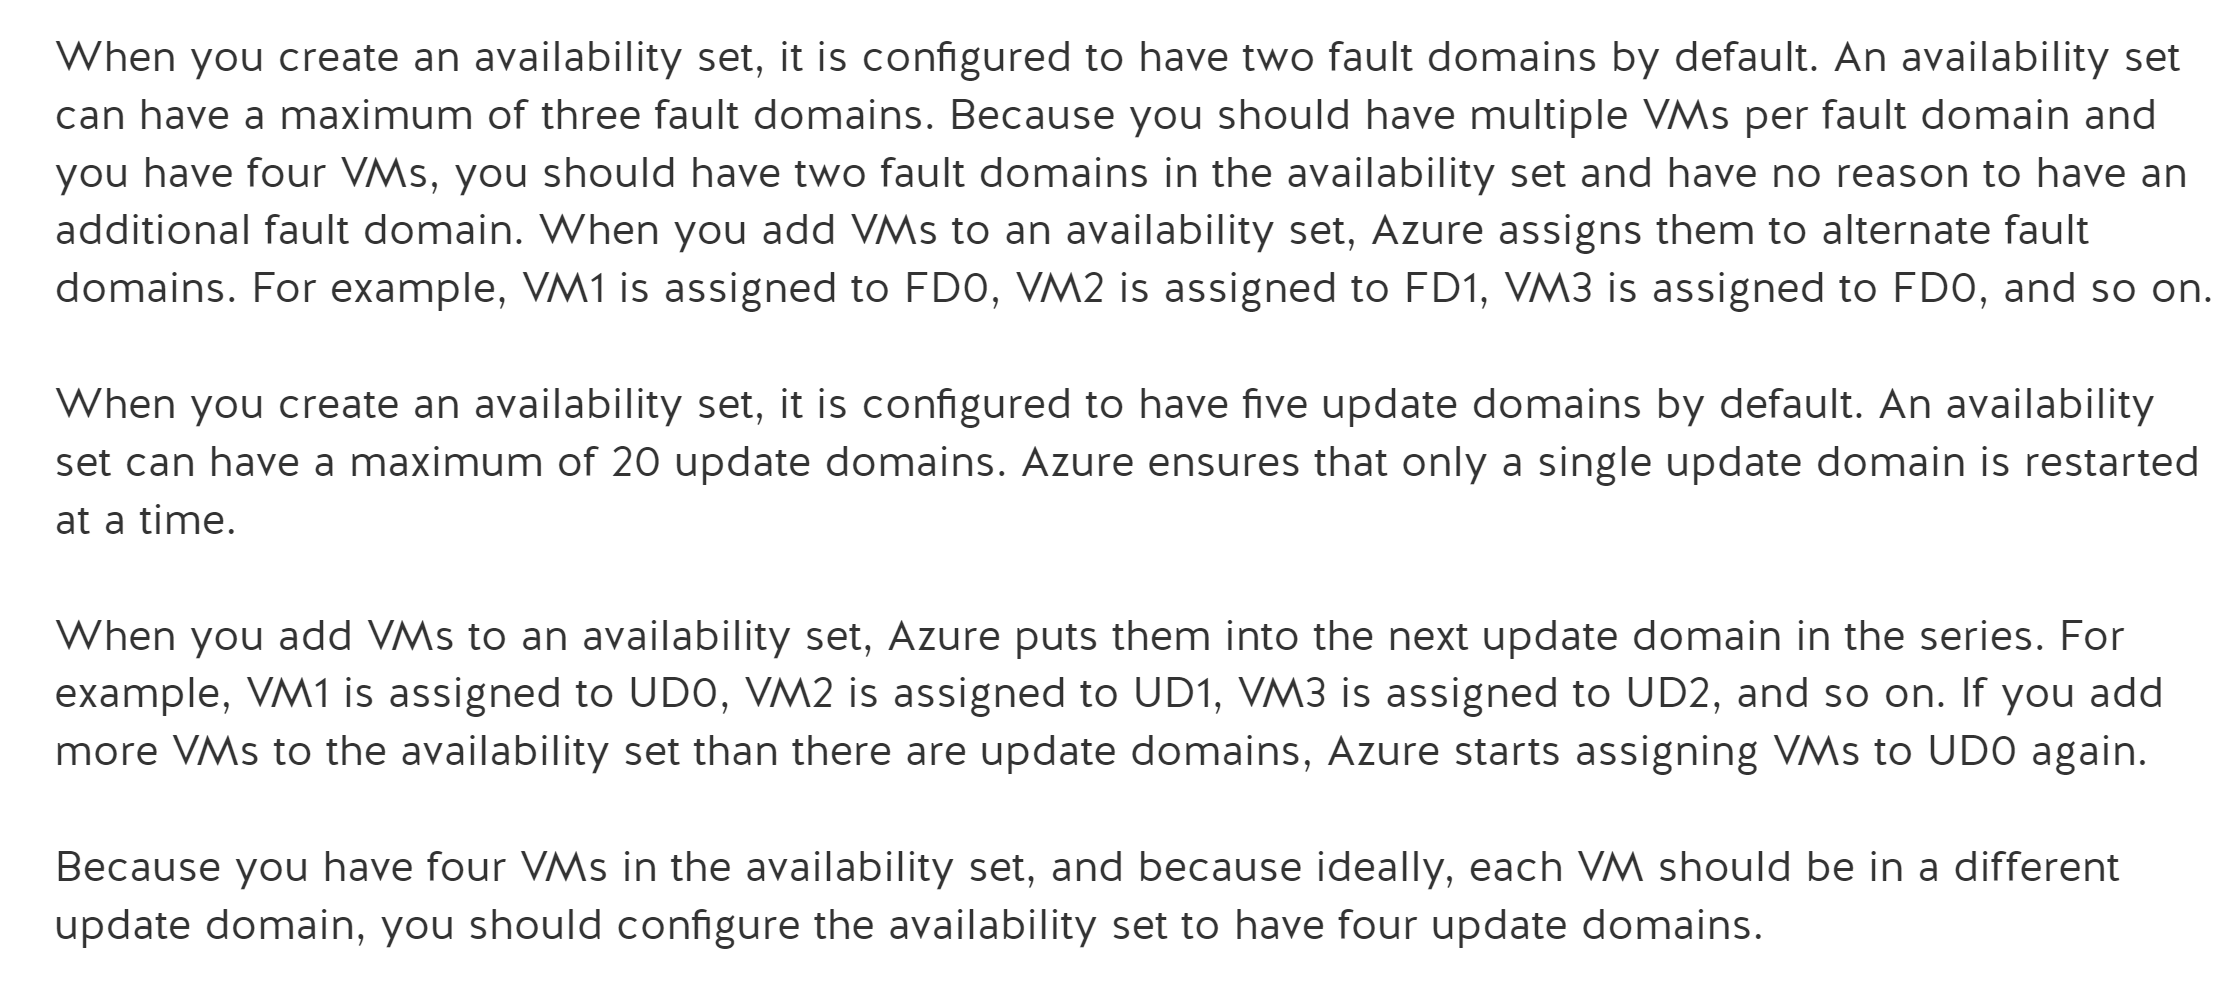 When you create an availability set, it is configured to have two fault domains by default. An availability set
can have a maximum of three fault domains. Because you should have multiple VMs per fault domain and
you have four VMs, you should have two fault domains in the availability set and have no reason to have an
additional fault domain. When you add VMs to an availability set, Azure assigns them to alternate fault
domains. For example, VM1 is assigned to FD0, VM2 is assigned to FD1, VM3 is assigned to FD0, and so on.
When you create an availability set, it is configured to have five update domains by default. An availability
set can have a maximum of 20 update domains. Azure ensures that only a single update domain is restarted
at a time.
When you add VMs to an availability set, Azure puts them into the next update domain in the series. For
example, VM1 is assigned to UD0, VM2 is assigned to UD1, VM3 is assigned to UD2, and so on. If you add
more VMs to the availability set than there are update domains, Azure starts assigning VMs to UD0 again.
Because you have four VMs in the availability set, and because ideally, each VM should be in a different
update domain, you should configure the availability set to have four update domains.